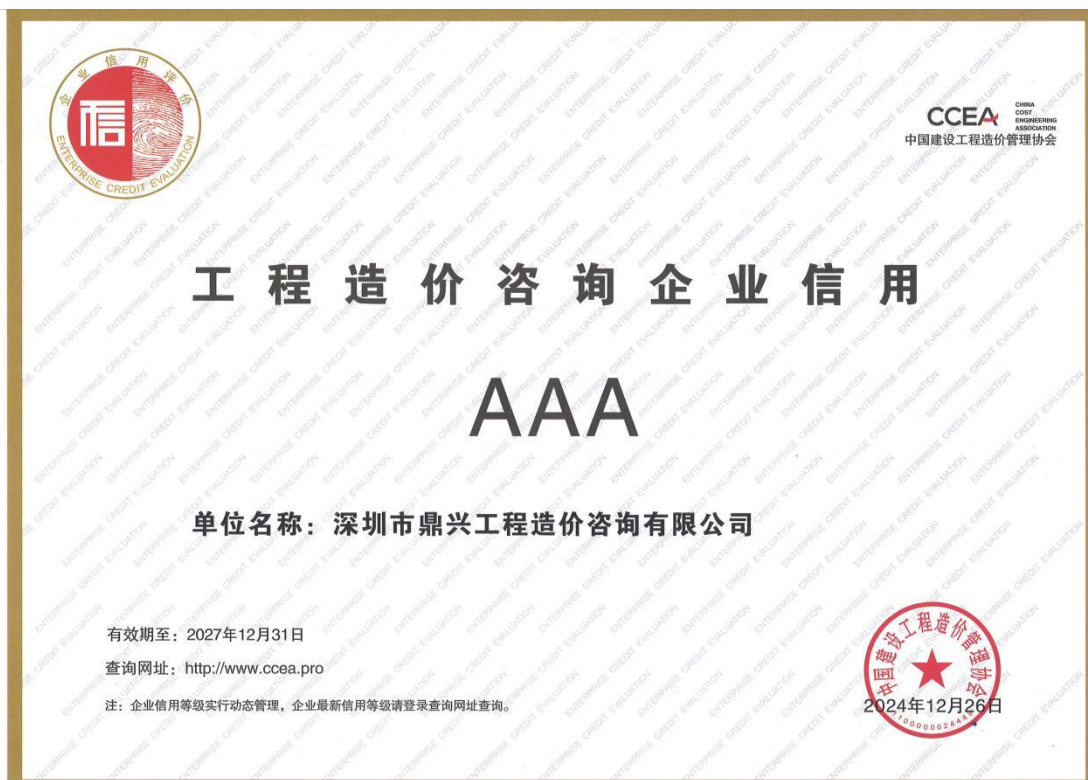 企业信用评价
信
ENTERPRISE CREDIT EVALUATION
CCEA
CHINA
COST
ENGINEERING
ASSOCIATION
中国建设工程造价管理协会
工程造价咨询企业信用
AAA
单位名称：深圳市鼎兴工程造价咨询有限公司
有效期至：2027年12月31日
查询网址：http://www.ccea.pro
注：企业信用等级实行动态管理，企业最新信用等级请登录查询网址查询。
中国建设工程造价管理协会
2024年12月26日